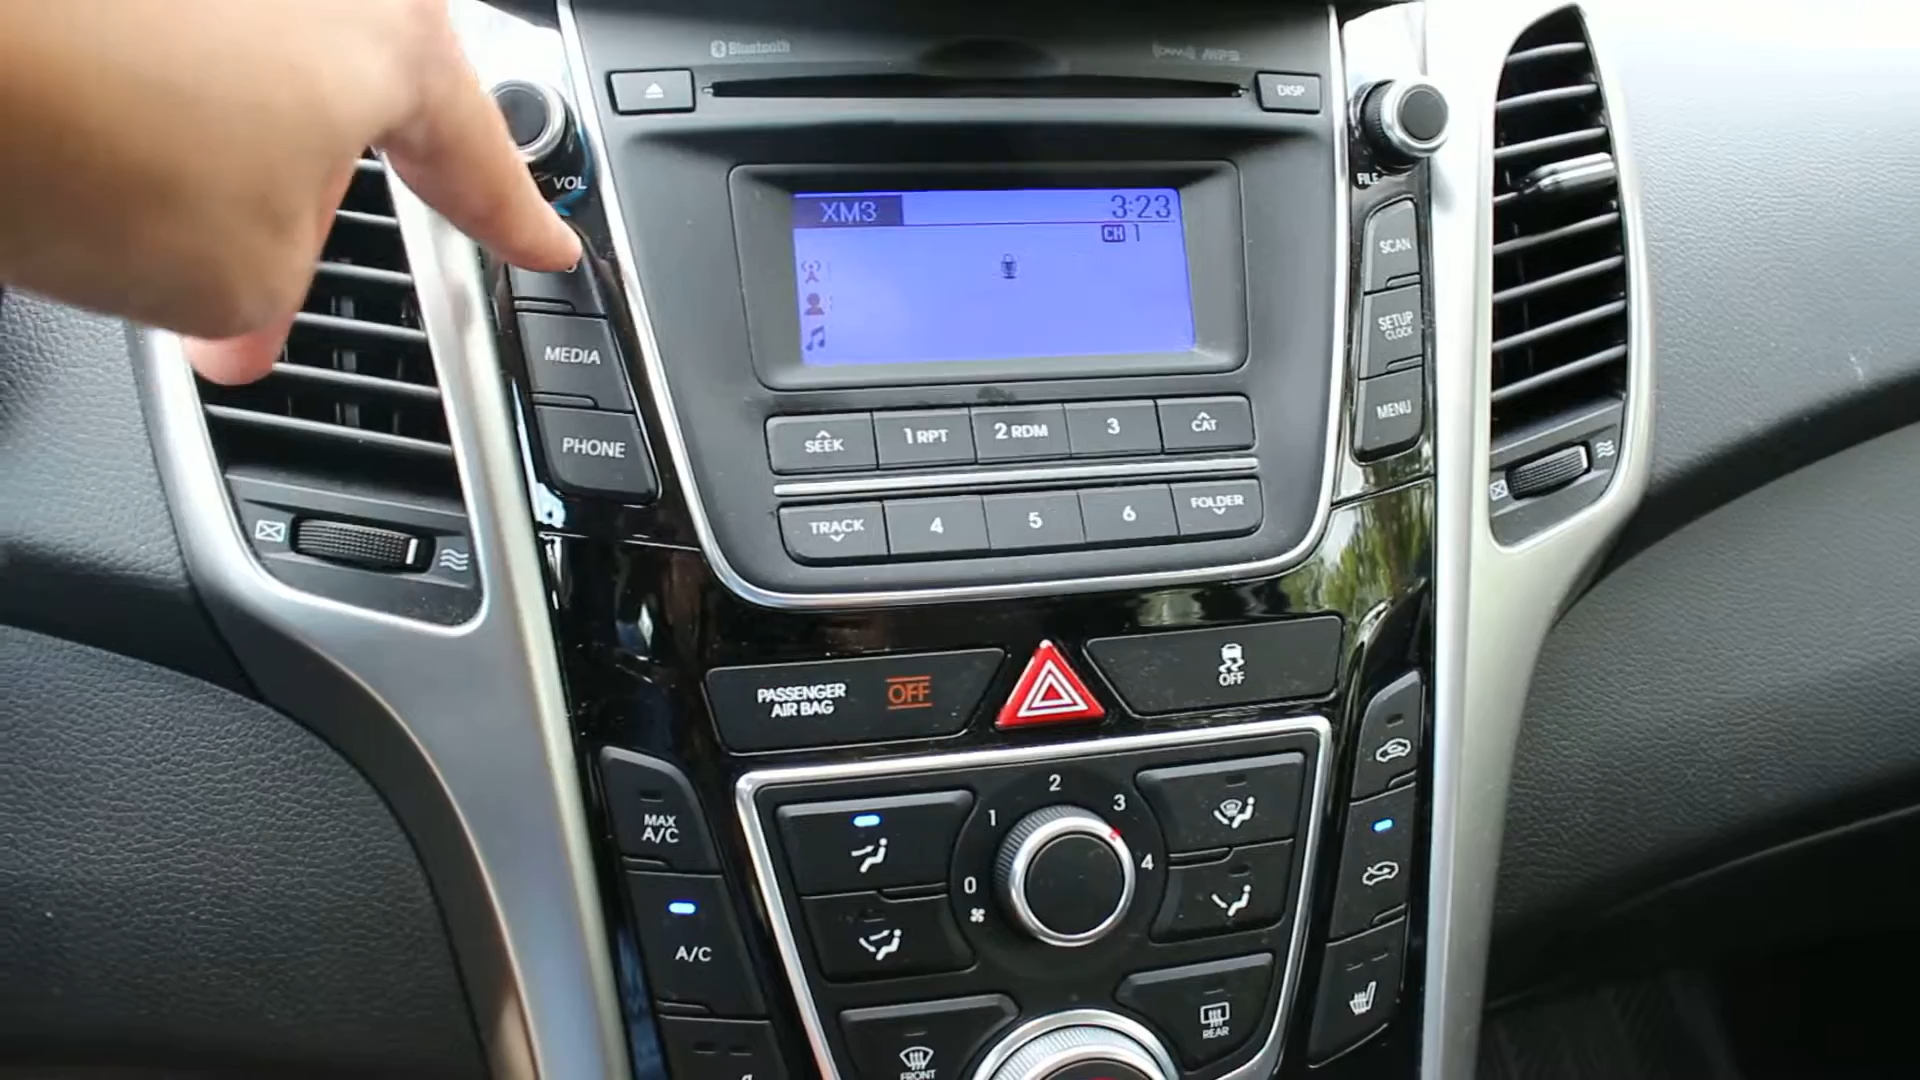 Bluetooth
MP3
DISP
VOL
FILE
XM3 3:23
CH 1
SCAN
MEDIA
SETUP
CLOCK
PHONE
MENU
SEEK 1 RPT 2 RDM 3 CAT
TRACK 4 5 6 FOLDER
PASSENGER
AIR BAG
OFF
OFF
MAX
A/C
0 1 2 3 4
A/C
FRONT
REAR